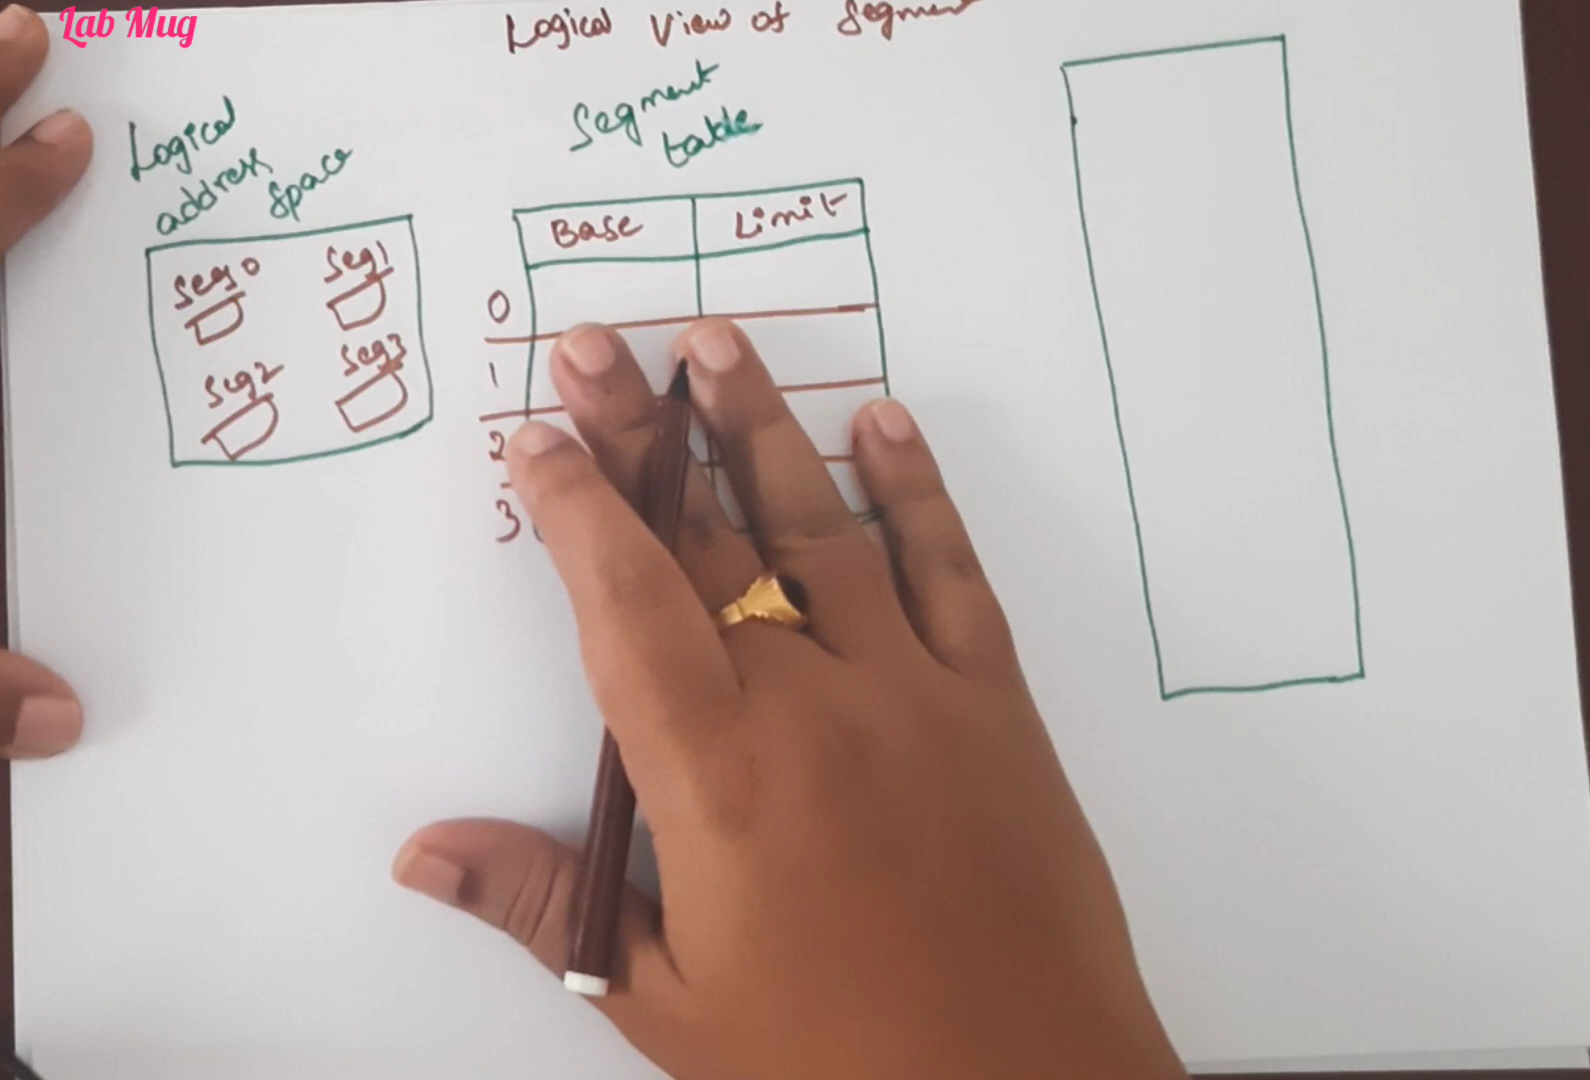 Lab Mug
Logical View of Segment
Logical
address
space
Segment
table
Base Limit
Seg0 Seg1
Seg2 Seg3
0
1
2
3